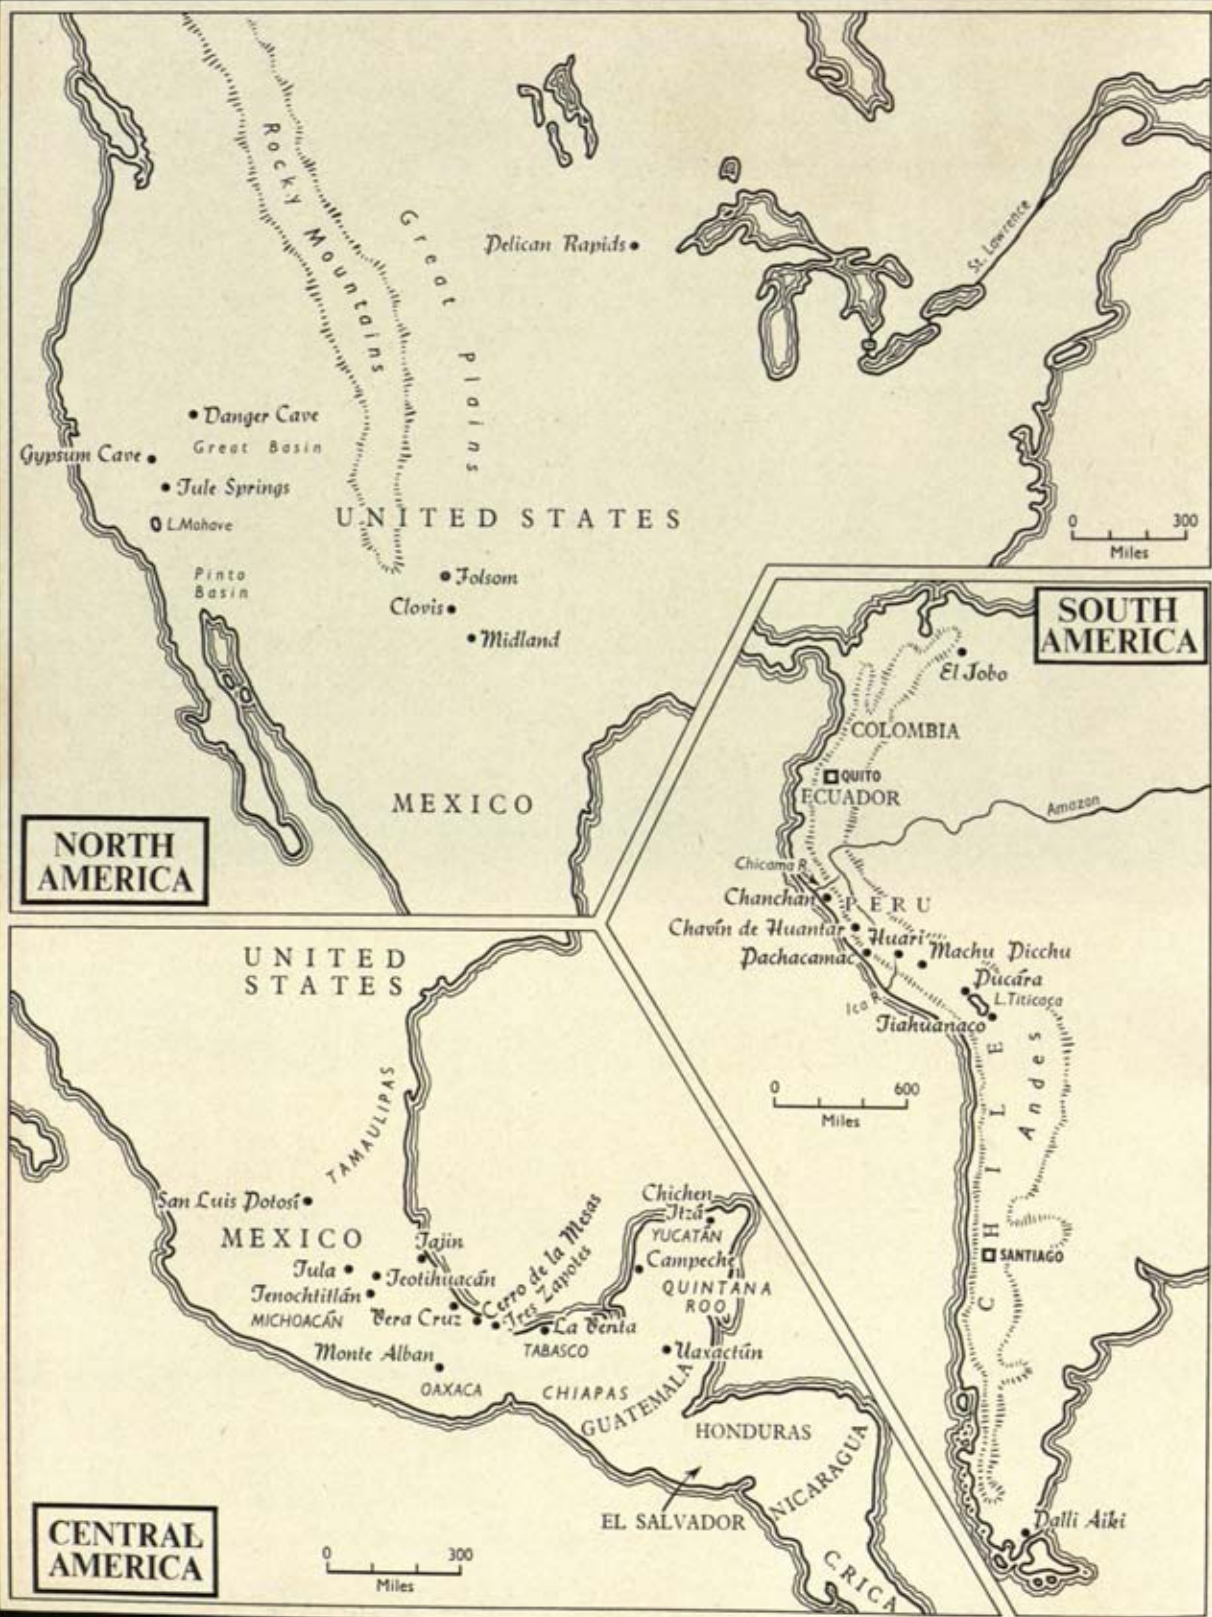 Rocky Mountains
Great Plains
Pelican Rapids
St. Lawrence
Danger Cave
Great Basin
Gypsum Cave
Tule Springs
L.Mohave
UNITED STATES
0 300
Miles
Pinto
Basin
Folsom
Clovis
Midland
MEXICO
NORTH
AMERICA
SOUTH
AMERICA
El Jobo
COLOMBIA
QUITO
ECUADOR
Amazon
Chicama R.
Chanchan
PERU
Chavín de Huantar
Huari
Machu Picchu
Pachacamac
Pucára
L.Titicaca
Ica R.
Tiahuanaco
CHILE
Andes
0 600
Miles
SANTIAGO
Palli Aiki
UNITED
STATES
TAMAULIPAS
San Luis Potosí
MEXICO
Tajin
Tula
Teotihuacán
Tenochtitlán
MICHOACÁN
Vera Cruz
Cerro de la Mesas
Tres Zapoles
La Venta
TABASCO
Chichen
Itzá
YUCATÁN
Campeche
QUINTANA
ROO
Uaxactún
Monte Alban
OAXACA
CHIAPAS
GUATEMALA
HONDURAS
EL SALVADOR
NICARAGUA
C.RICA
CENTRAL
AMERICA
0 300
Miles